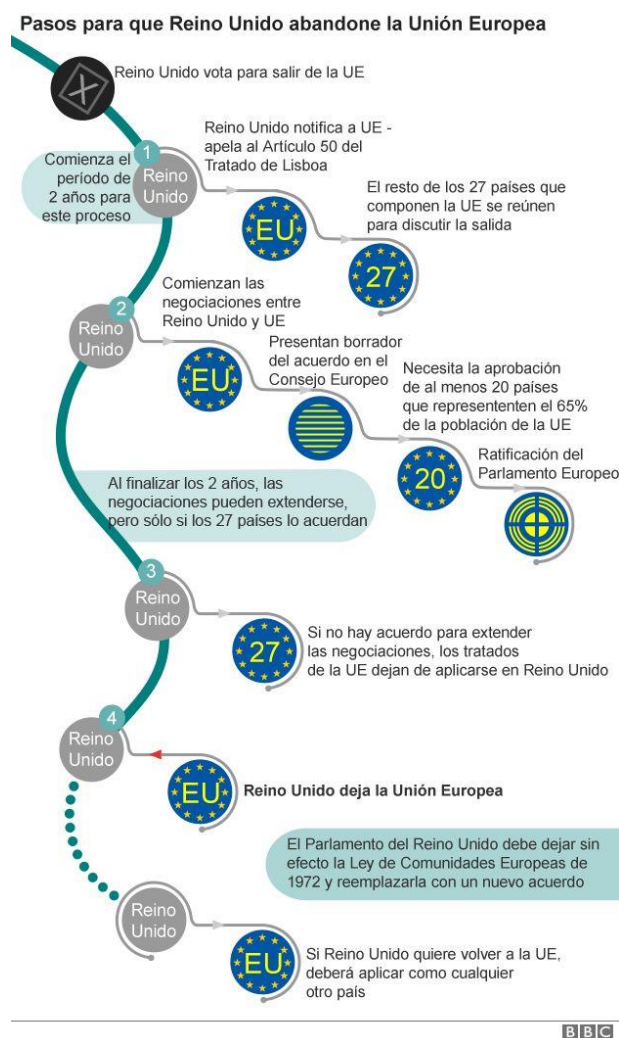 Pasos para que Reino Unido abandone la Unión Europea
Reino Unido vota para salir de la UE
1
Reino
Unido
Comienza el
período de
2 años para
este proceso
Reino Unido notifica a UE -
apela al Artículo 50 del
Tratado de Lisboa
EU
El resto de los 27 países que
componen la UE se reúnen
para discutir la salida
27
2
Reino
Unido
Comienzan las
negociaciones entre
Reino Unido y UE
EU
Presentan borrador
del acuerdo en el
Consejo Europeo
Necesita la aprobación
de al menos 20 países
que represententen el 65%
de la población de la UE
20
Ratificación del
Parlamento Europeo
Al finalizar los 2 años, las
negociaciones pueden extenderse,
pero sólo si los 27 países lo acuerdan
3
Reino
Unido
27
Si no hay acuerdo para extender
las negociaciones, los tratados
de la UE dejan de aplicarse en Reino Unido
4
Reino
Unido
EU
Reino Unido deja la Unión Europea
El Parlamento del Reino Unido debe dejar sin
efecto la Ley de Comunidades Europeas de
1972 y reemplazarla con un nuevo acuerdo
Reino
Unido
EU
Si Reino Unido quiere volver a la UE,
deberá aplicar como cualquier
otro país
BBC